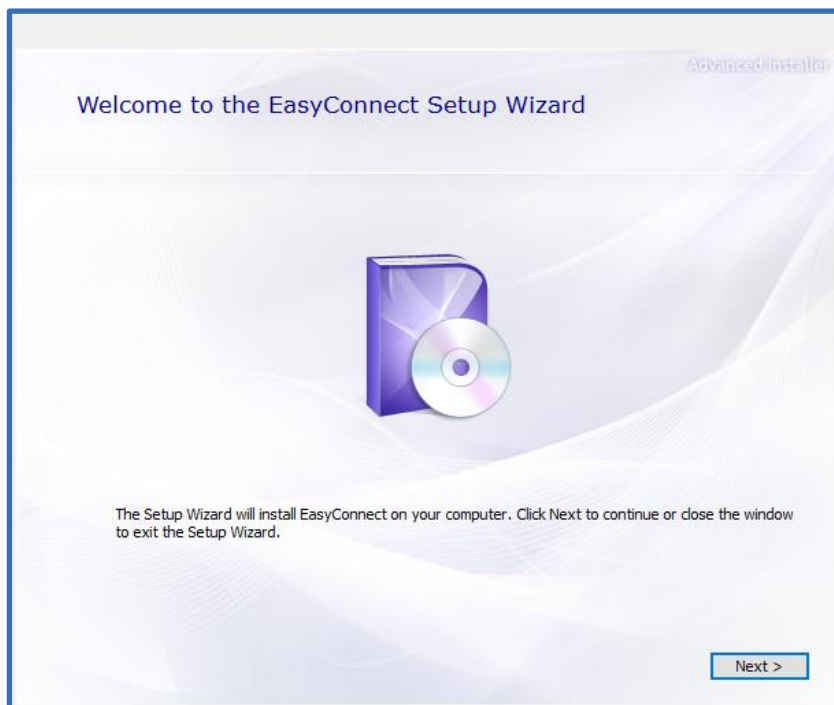 Advanced Installer
Welcome to the EasyConnect Setup Wizard
The Setup Wizard will install EasyConnect on your computer. Click Next to continue or close the window
to exit the Setup Wizard.
Next >